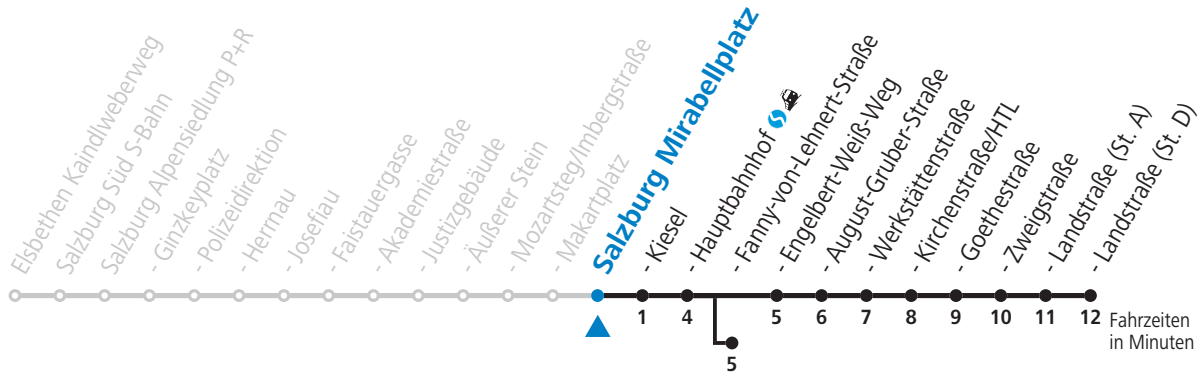 Elsbethen Kaindlweberweg
Salzburg Süd S-Bahn
Salzburg Alpensiedlung P+R
- Ginzkeyplatz
- Polizeidirektion
- Herrnau
- Josefiau
- Faistauergasse
- Akademiestraße
- Justizgebäude
- Äußerer Stein
- Mozartsteg/Imbergstraße
- Makartplatz
Salzburg Mirabellplatz
- Kiesel
- Hauptbahnhof
- Fanny-von-Lehnert-Straße
- Engelbert-Weiß-Weg
- August-Gruber-Straße
- Werkstättenstraße
- Kirchenstraße/HTL
- Goethestraße
- Zweigstraße
- Landstraße (St. A)
- Landstraße (St. D)
1 4 5 6 7 8 9 10 11 12 Fahrzeiten
in Minuten
5